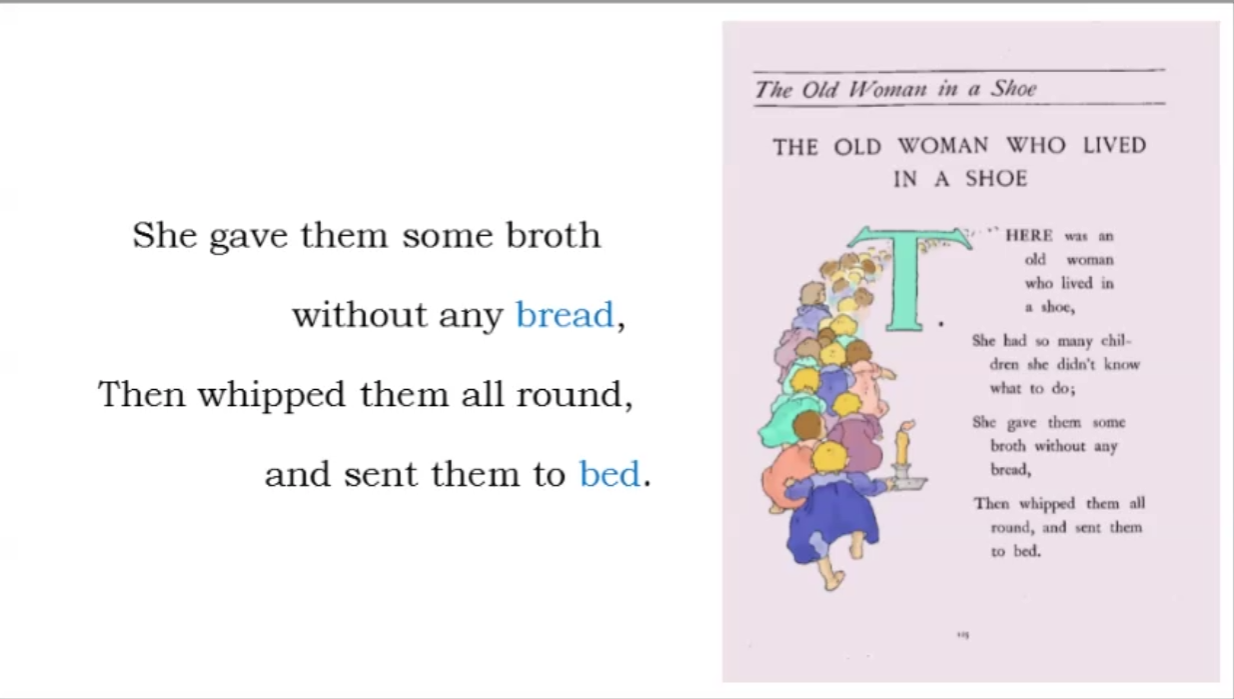 She gave them some broth
without any bread,
Then whipped them all round,
and sent them to bed.
The Old Woman in a Shoe
THE OLD WOMAN WHO LIVED
IN A SHOE
THERE was an
old woman
who lived in
a shoe,
She had so many chil-
dren she didn't know
what to do;
She gave them some
broth without any
bread,
Then whipped them all
round, and sent them
to bed.